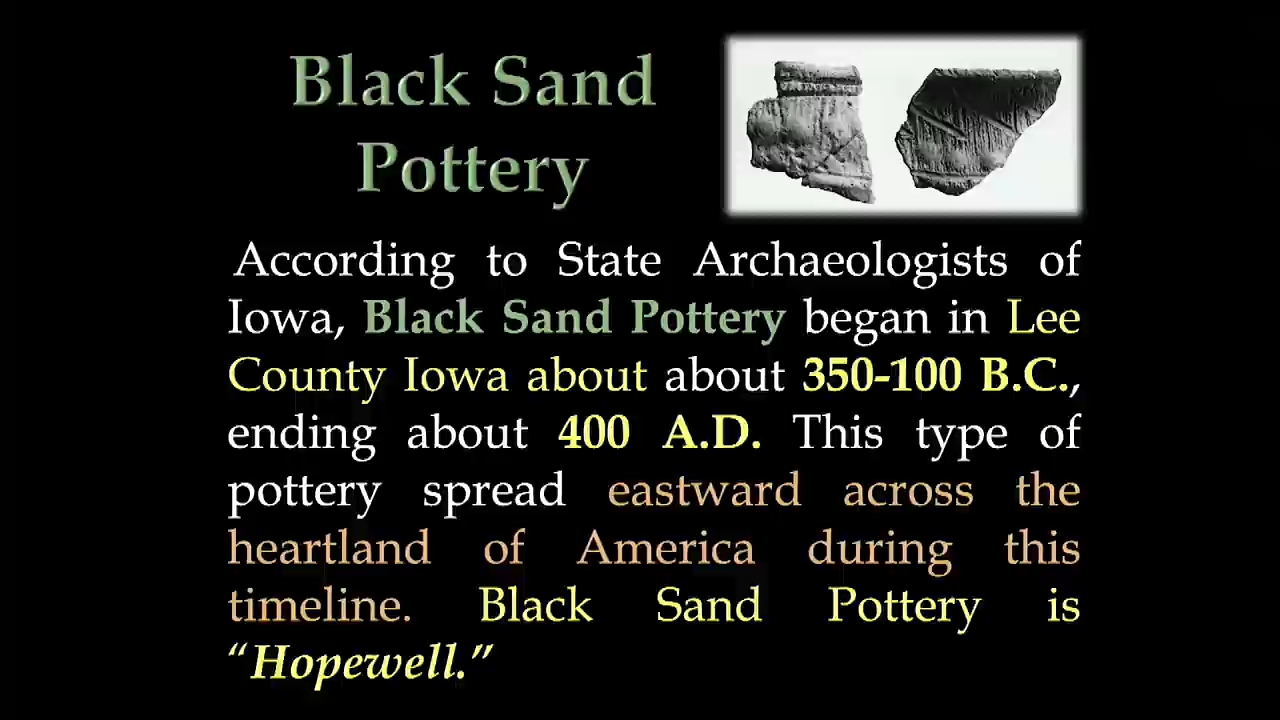 Black Sand
Pottery
According to State Archaeologists of
Iowa, Black Sand Pottery began in Lee
County Iowa about about 350-100 B.C.,
ending about 400 A.D. This type of
pottery spread eastward across the
heartland of America during this
timeline. Black Sand Pottery is
“Hopewell.”